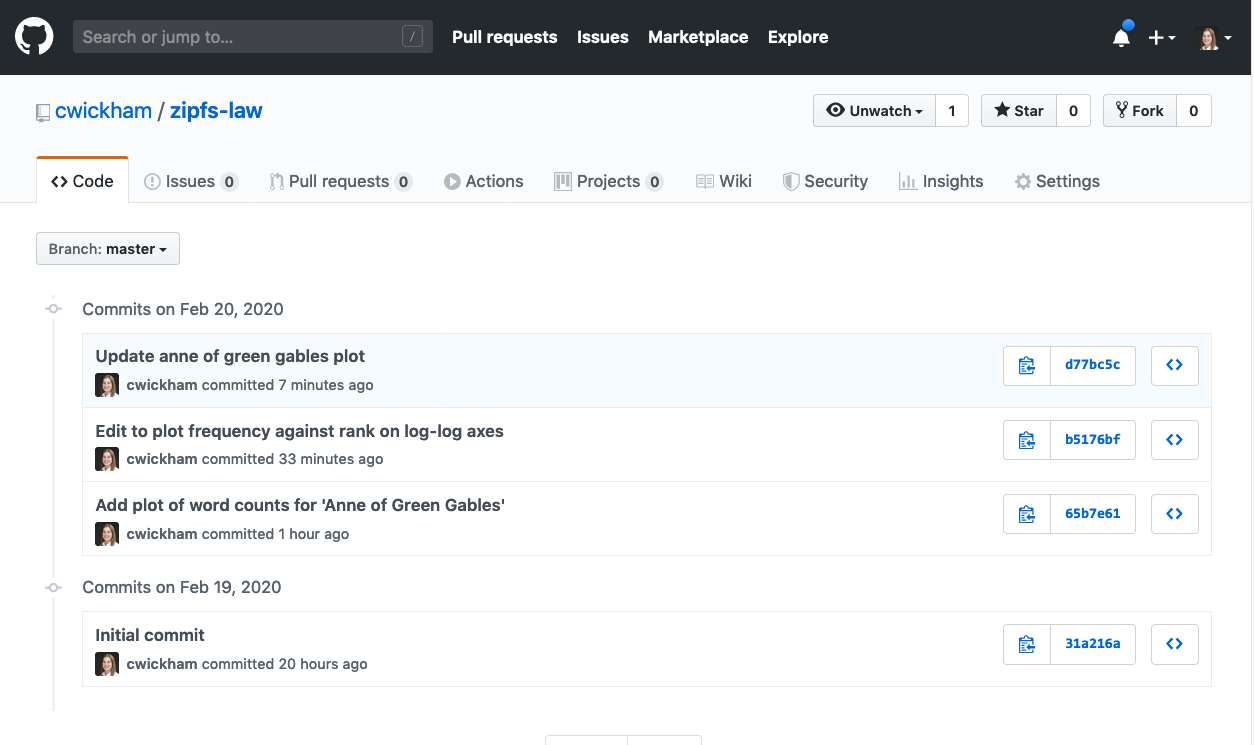 Search or jump to... / Pull requests Issues Marketplace Explore
cwickham / zipfs-law Unwatch 1 Star 0 Fork 0
Code Issues 0 Pull requests 0 Actions Projects 0 Wiki Security Insights Settings
Branch: master
Commits on Feb 20, 2020
Update anne of green gables plot
cwickham committed 7 minutes ago
d77bc5c
Edit to plot frequency against rank on log-log axes
cwickham committed 33 minutes ago
b5176bf
Add plot of word counts for 'Anne of Green Gables'
cwickham committed 1 hour ago
65b7e61
Commits on Feb 19, 2020
Initial commit
cwickham committed 20 hours ago
31a216a